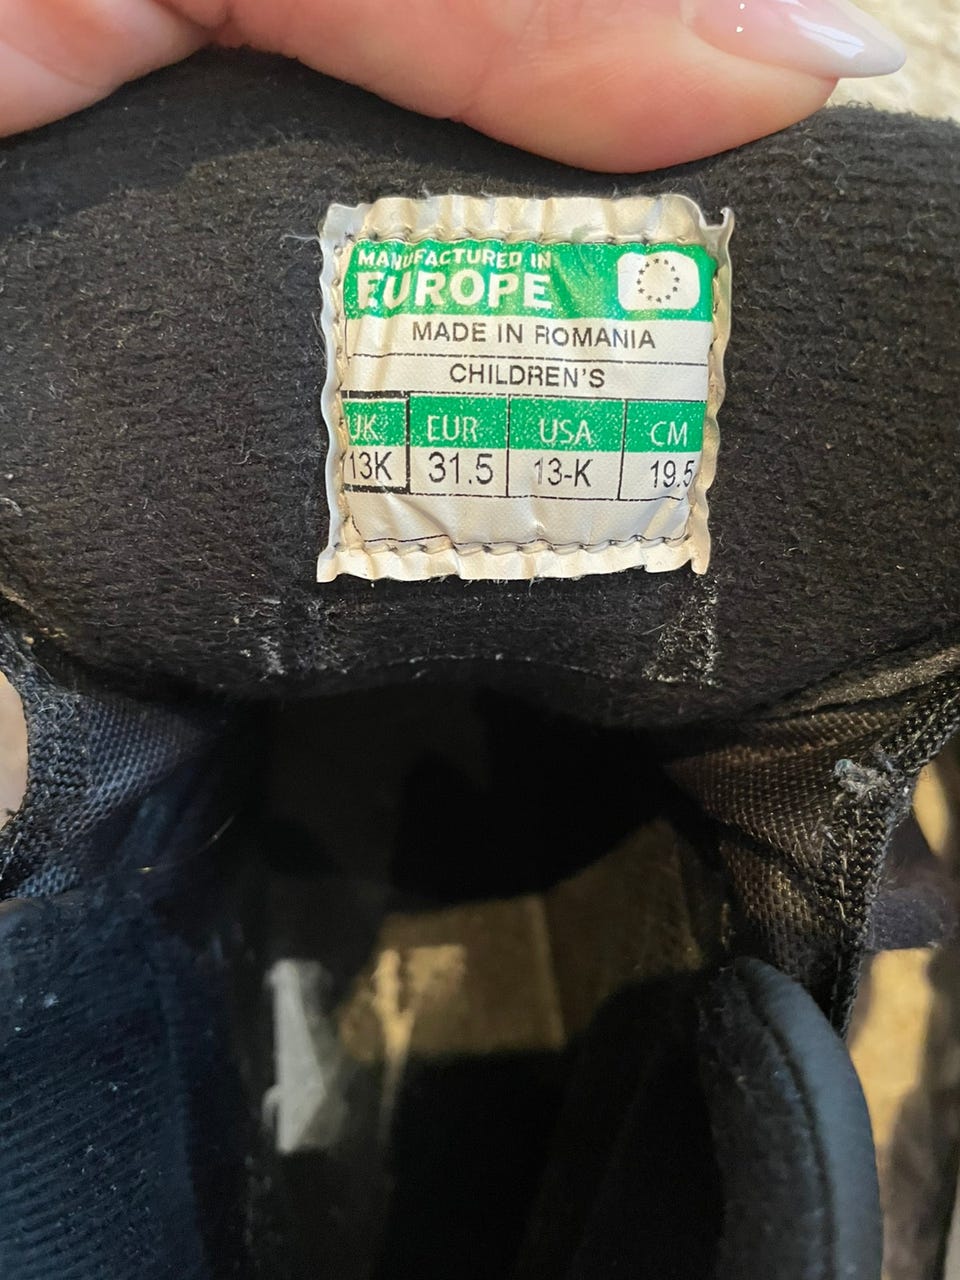 MANUFACTURED IN
EUROPE
MADE IN ROMANIA
CHILDREN'S
UK EUR USA CM
13K 31.5 13-K 19.5